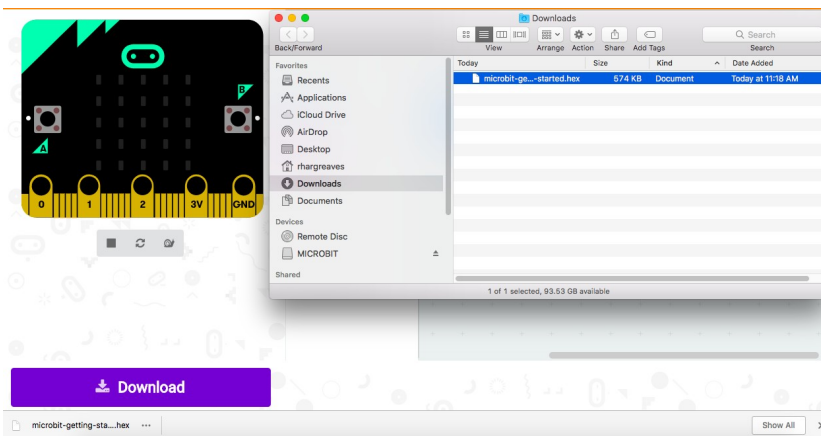 Downloads
Search
Back/Forward
View Arrange Action Share Add Tags Search
Favorites
Recents
Applications
iCloud Drive
AirDrop
Desktop
rhargreaves
Downloads
Documents
Devices
Remote Disc
MICROBIT
Shared
Today Size Kind Date Added
microbit-ge...-started.hex 574 KB Document Today at 11:18 AM
1 of 1 selected, 93.53 GB available
B
A
0 1 2 3V GND
Download
microbit-getting-sta....hex
Show All